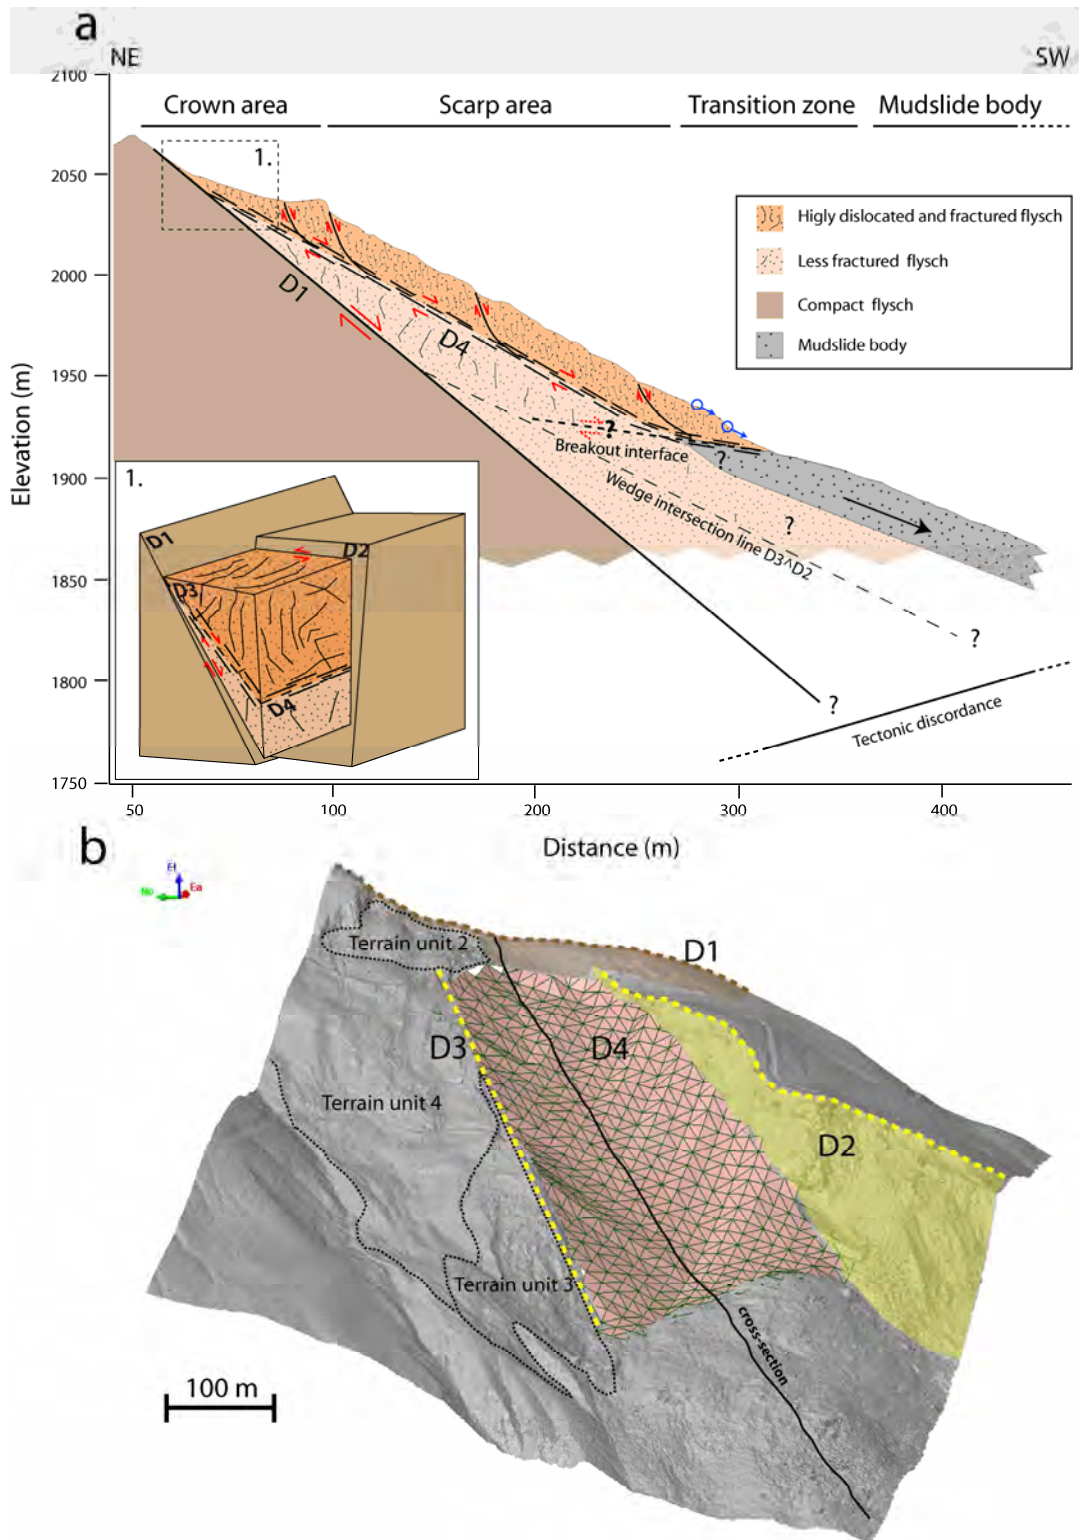 a
NE
SW
Crown area
Scarp area
Transition zone
Mudslide body
2100
2050
2000
1950
1900
1850
1800
1750
Elevation (m)
1.
Higly dislocated and fractured flysch
Less fractured flysch
Compact flysch
Mudslide body
D1
D4
?
Breakout interface
?
Wedge intersection line D3^D2
?
?
?
Tectonic discordance
1.
D1
D2
D3
D4
50
100
200
300
400
Distance (m)
b
El
No
Ea
Terrain unit 2
D1
D3
D4
Terrain unit 4
D2
Terrain unit 3
cross-section
100 m